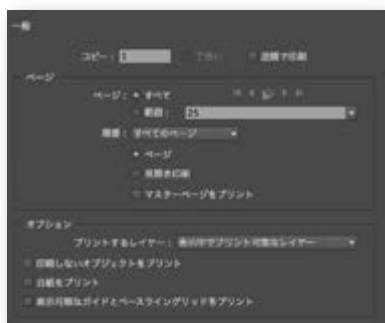 一般
コピー： 1 丁合い 逆順で印刷
ページ
ページ： すべて
範囲： 25
順番： すべてのページ
ページ
見開き印刷
マスターページをプリント
オプション
プリントするレイヤー： 表示中でプリント可能なレイヤー
印刷しないオブジェクトをプリント
白紙をプリント
表示可能なガイドとベースライングリッドをプリント